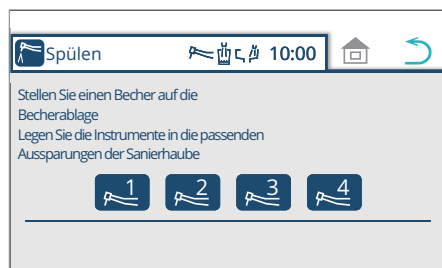 Spülen 10:00
Stellen Sie einen Becher auf die
Becherablage
Legen Sie die Instrumente in die passenden
Aussparungen der Sanierhaube
1 2 3 4